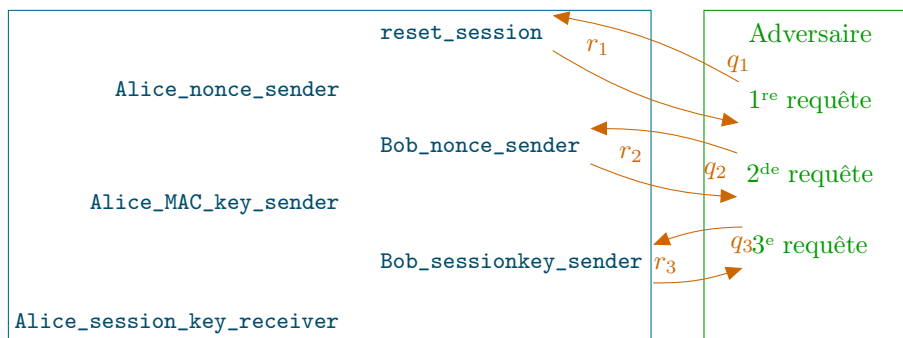 reset_session
Alice_nonce_sender
Bob_nonce_sender
Alice_MAC_key_sender
Bob_sessionkey_sender
Alice_session_key_receiver
r1
q1
r2
q2
r3
q3
Adversaire
1re requête
2de requête
3e requête